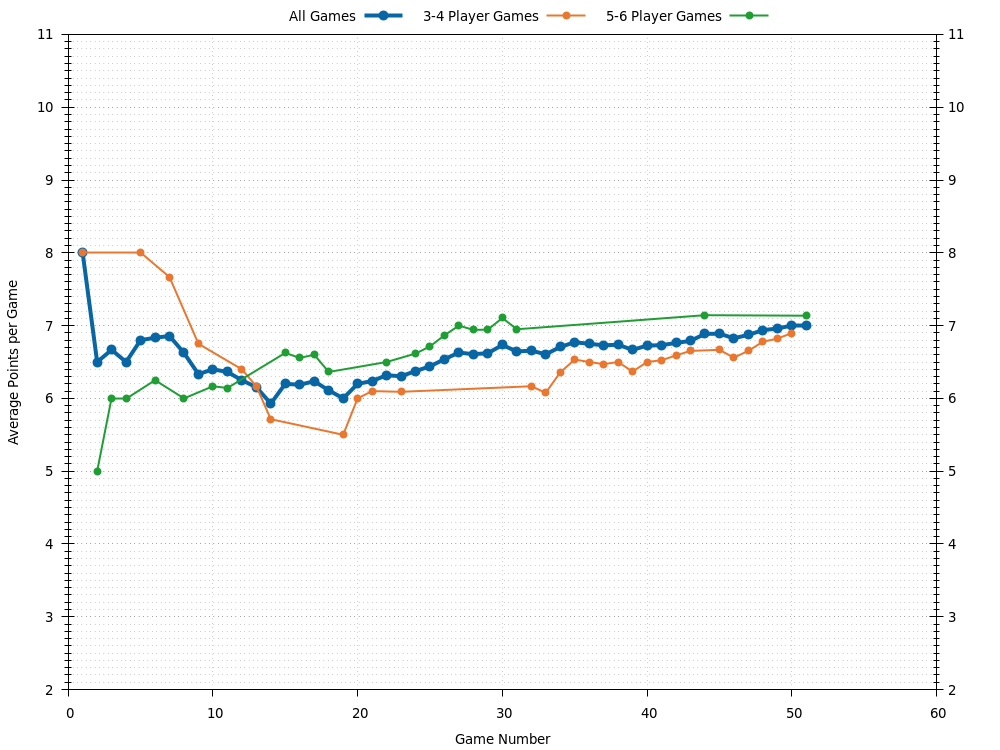 All Games 3-4 Player Games 5-6 Player Games
11 11
10 10
9 9
8 8
7 7
6 6
5 5
4 4
3 3
2 2
Average Points per Game
0 10 20 30 40 50 60
Game Number